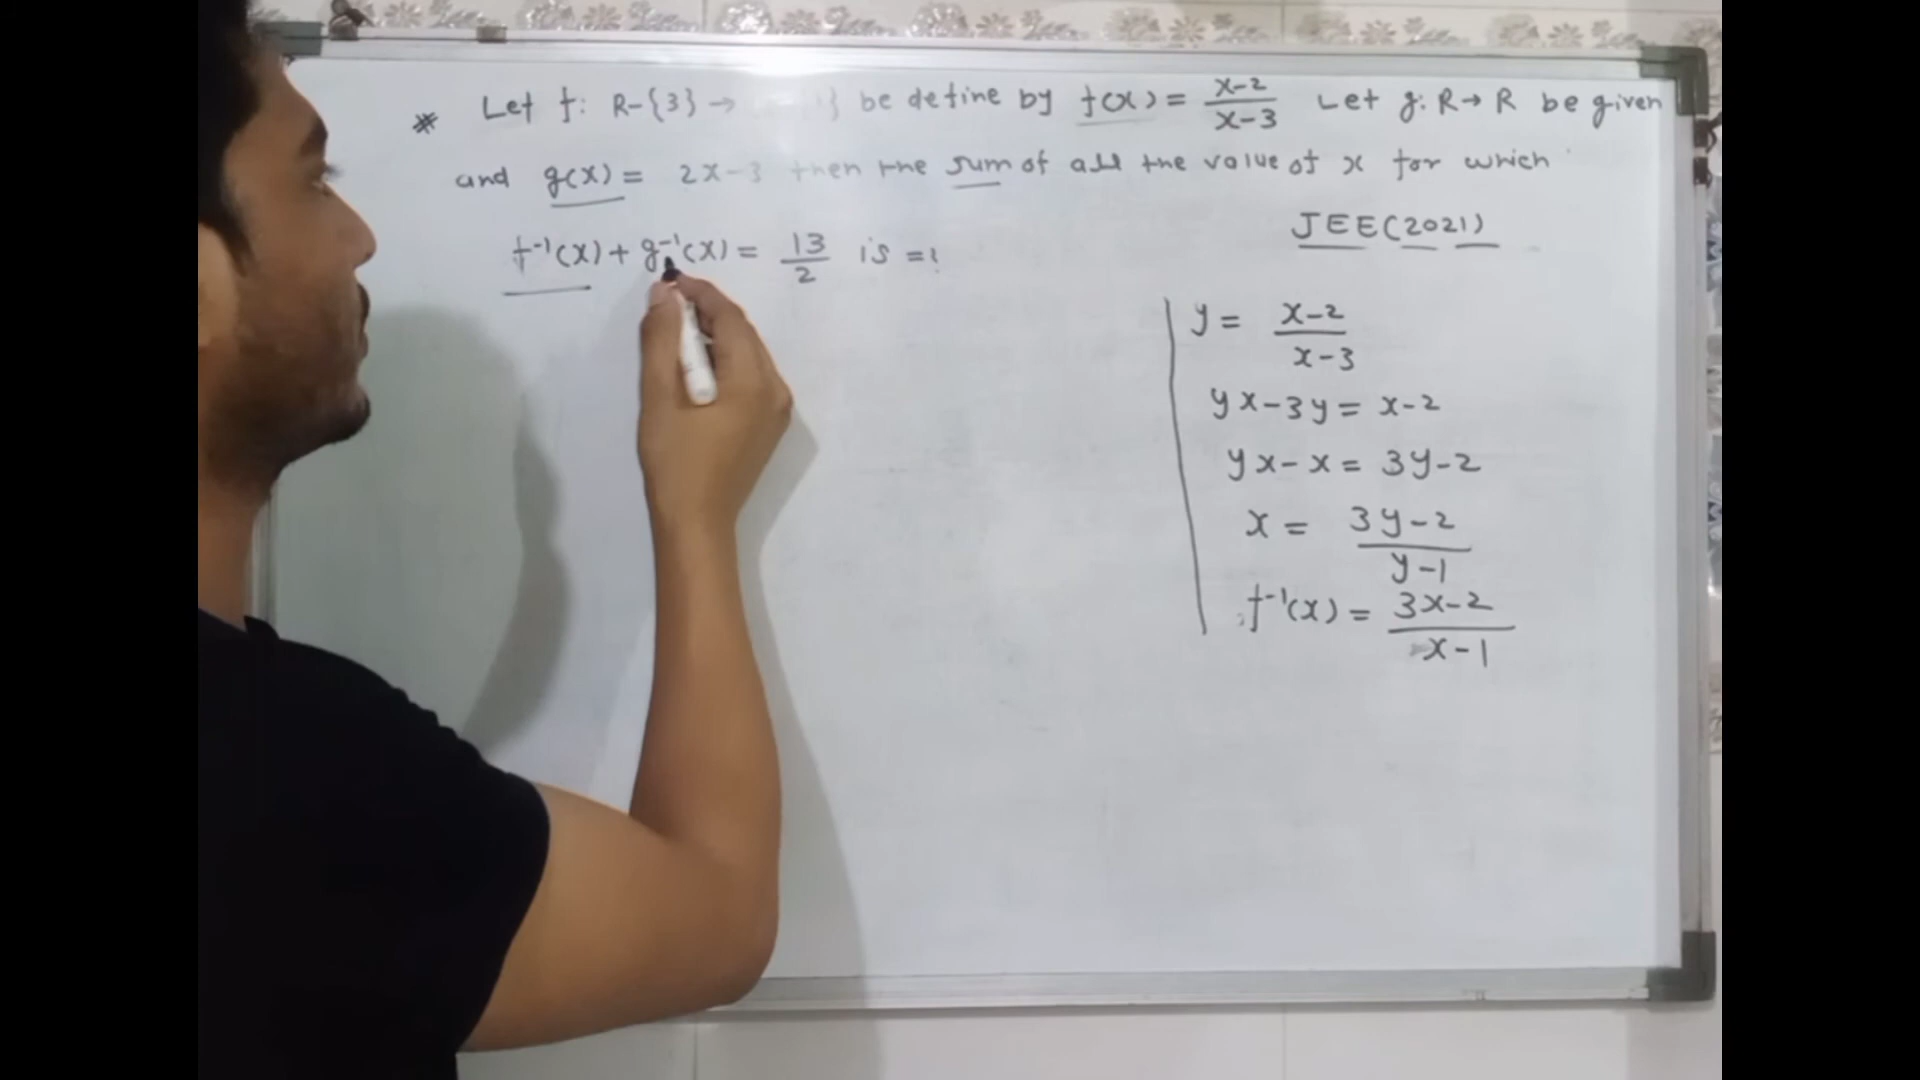 * Let f: R-{3} → } be define by f(x) = x-2 / x-3 Let g: R→ R be given
and g(x) = 2x-3 then the sum of all the value of x for which
JEE(2021)
f⁻¹(x) + g⁻¹(x) = 13/2 is = ?
y = x-2 / x-3
yx-3y = x-2
yx-x = 3y-2
x = 3y-2 / y-1
f⁻¹(x) = 3x-2 / x-1